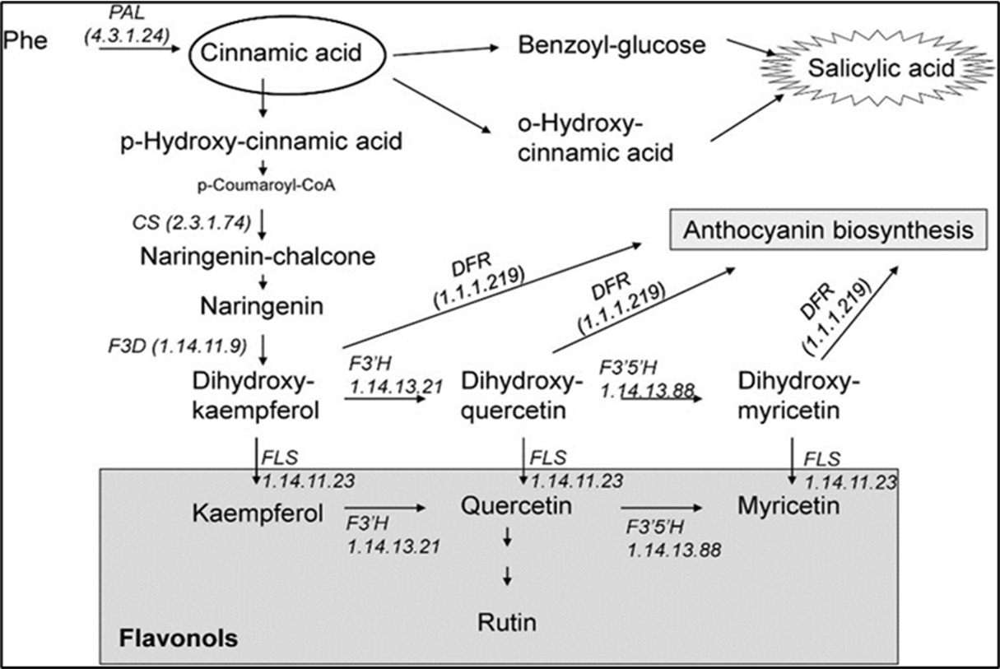 PAL
(4.3.1.24)
Phe
Cinnamic acid
Benzoyl-glucose
Salicylic acid
o-Hydroxy-
cinnamic acid
p-Hydroxy-cinnamic acid
p-Coumaroyl-CoA
CS (2.3.1.74)
Naringenin-chalcone
Naringenin
F3D (1.14.11.9)
Anthocyanin biosynthesis
DFR
(1.1.1.219)
DFR
(1.1.1.219)
DFR
(1.1.1.219)
Dihydroxy-
kaempferol
F3'H
1.14.13.21
Dihydroxy-
quercetin
F3'5'H
1.14.13.88
Dihydroxy-
myricetin
FLS
1.14.11.23
FLS
1.14.11.23
FLS
1.14.11.23
Kaempferol
F3'H
1.14.13.21
Quercetin
F3'5'H
1.14.13.88
Myricetin
Rutin
Flavonols